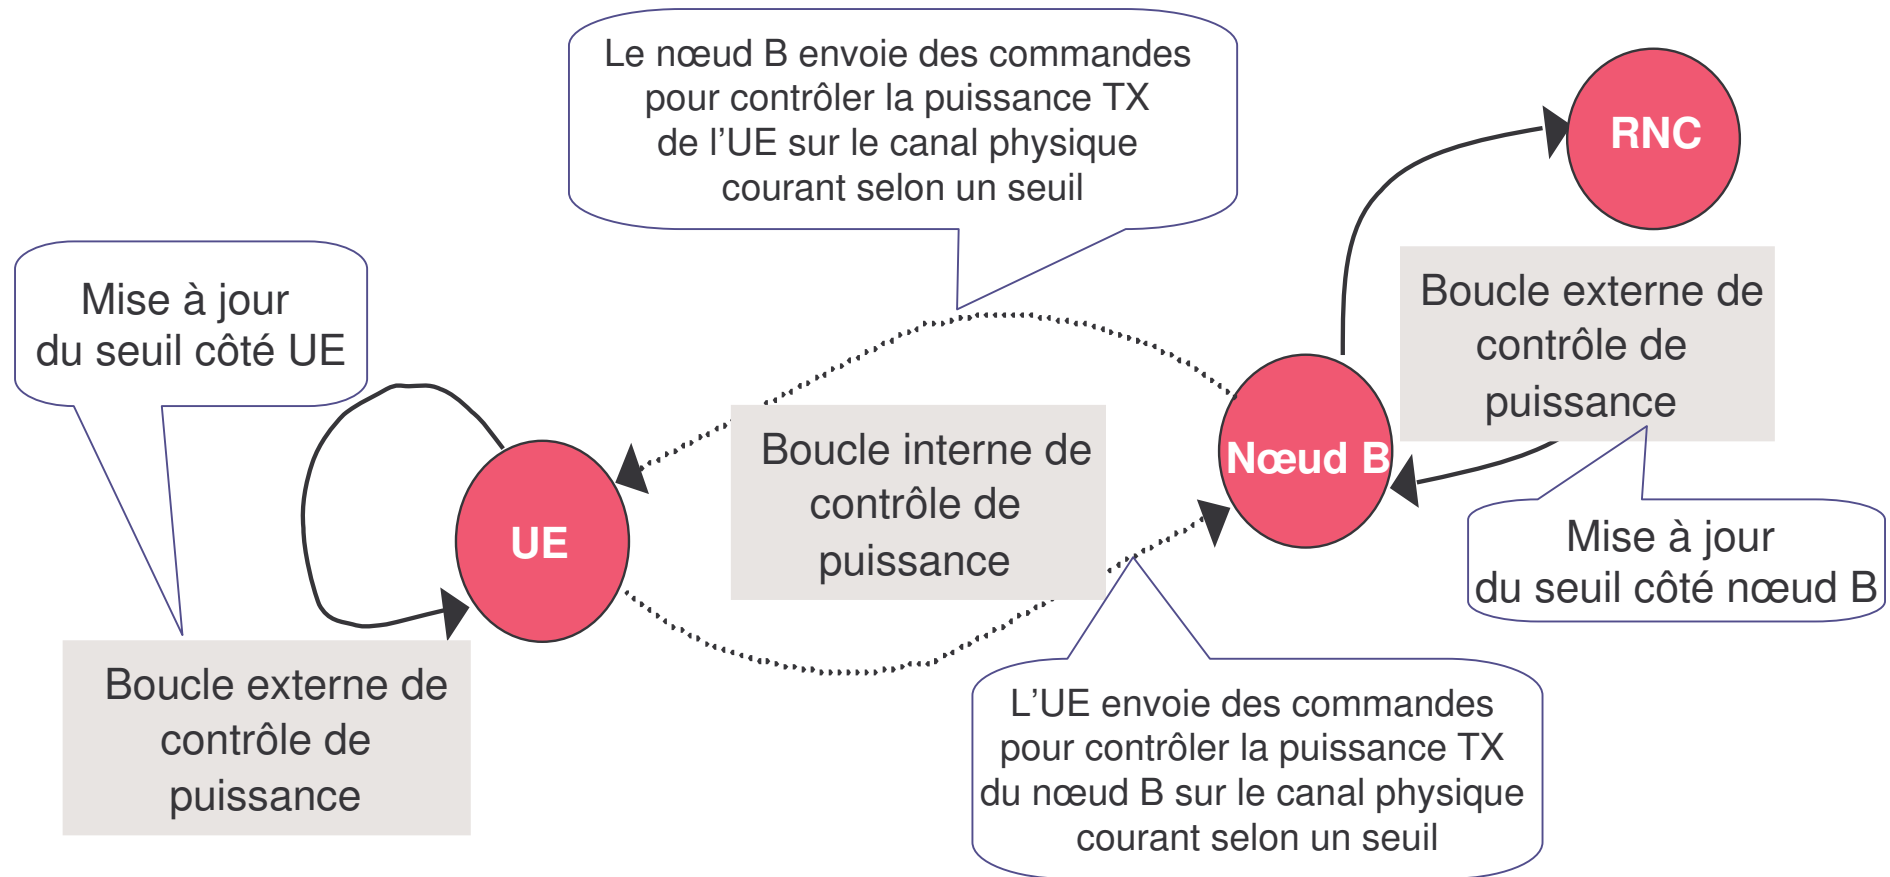 Le nœud B envoie des commandes
pour contrôler la puissance TX
de l’UE sur le canal physique
courant selon un seuil
RNC
Mise à jour
du seuil côté UE
Boucle externe de
contrôle de
puissance
Boucle interne de
contrôle de
puissance
Nœud B
UE
Mise à jour
du seuil côté nœud B
Boucle externe de
contrôle de
puissance
L’UE envoie des commandes
pour contrôler la puissance TX
du nœud B sur le canal physique
courant selon un seuil